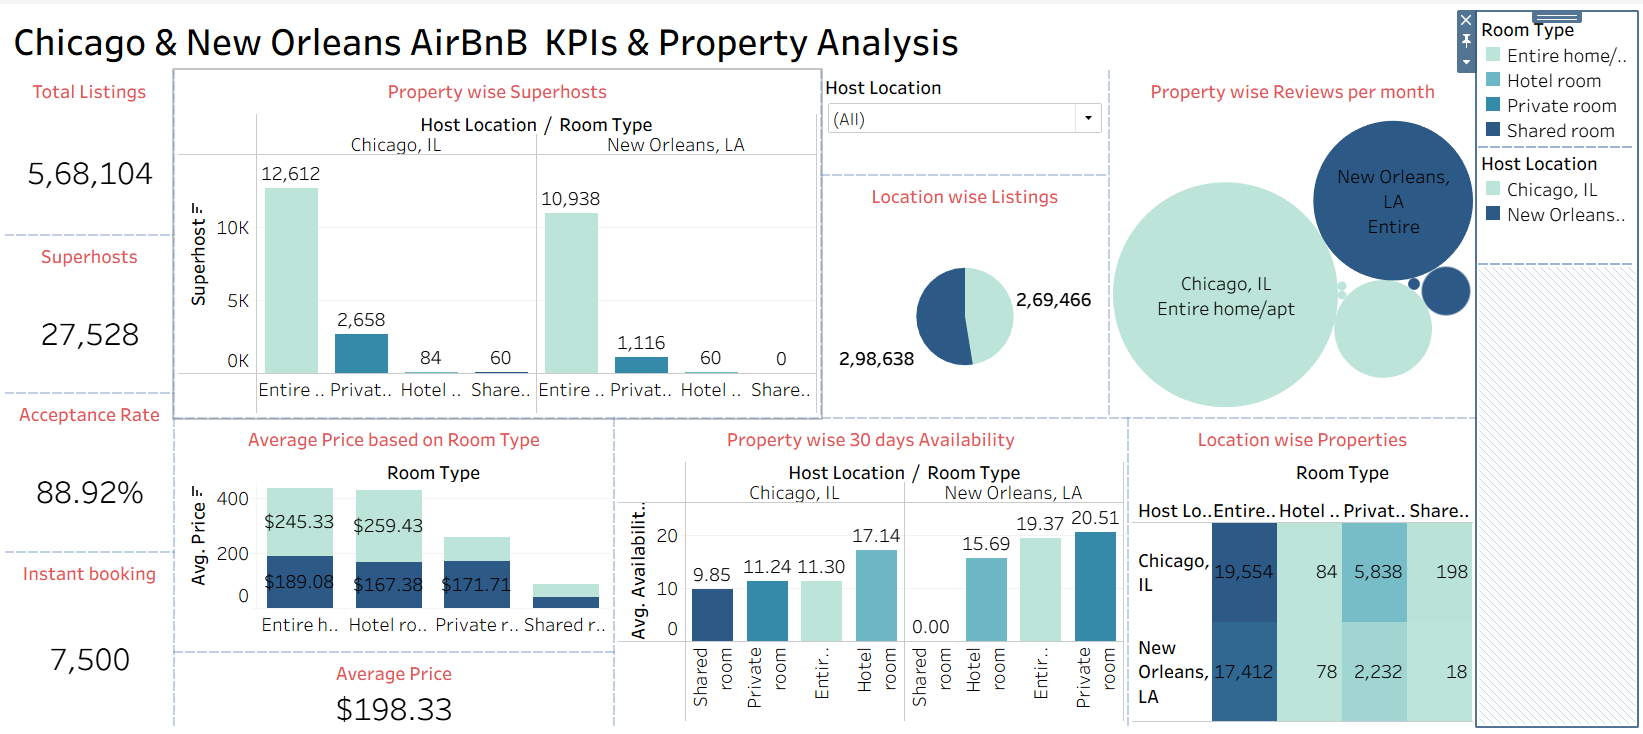 Chicago & New Orleans AirBnB KPIs & Property Analysis
Total Listings
5,68,104
Superhosts
27,528
Acceptance Rate
88.92%
Instant booking
7,500
Property wise Superhosts
Host Location / Room Type
Chicago, IL
New Orleans, LA
Superhost
10K
5K
0K
12,612
2,658
84
60
10,938
1,116
60
0
Entire .. Privat.. Hotel .. Share.. Entire .. Privat.. Hotel .. Share..
Host Location
(All)
Location wise Listings
2,69,466
2,98,638
Property wise Reviews per month
New Orleans,
LA
Entire
Chicago, IL
Entire home/apt
Room Type
Entire home/..
Hotel room
Private room
Shared room
Host Location
Chicago, IL
New Orleans..
Average Price based on Room Type
Room Type
Avg. Price
400
200
0
$245.33 $259.43
$189.08 $167.38 $171.71
Entire h.. Hotel ro.. Private r.. Shared r..
Average Price
$198.33
Property wise 30 days Availability
Host Location / Room Type
Chicago, IL
New Orleans, LA
Avg. Availabilit..
20
10
0
9.85 11.24 11.30 17.14 0.00 15.69 19.37 20.51
Shared room
Private room
Entir..
Hotel room
Shared room
Hotel room
Entir..
Private room
Location wise Properties
Room Type
Host Lo.. Entire.. Hotel .. Privat.. Share..
Chicago,
IL
19,554 84 5,838 198
New
Orleans,
LA
17,412 78 2,232 18